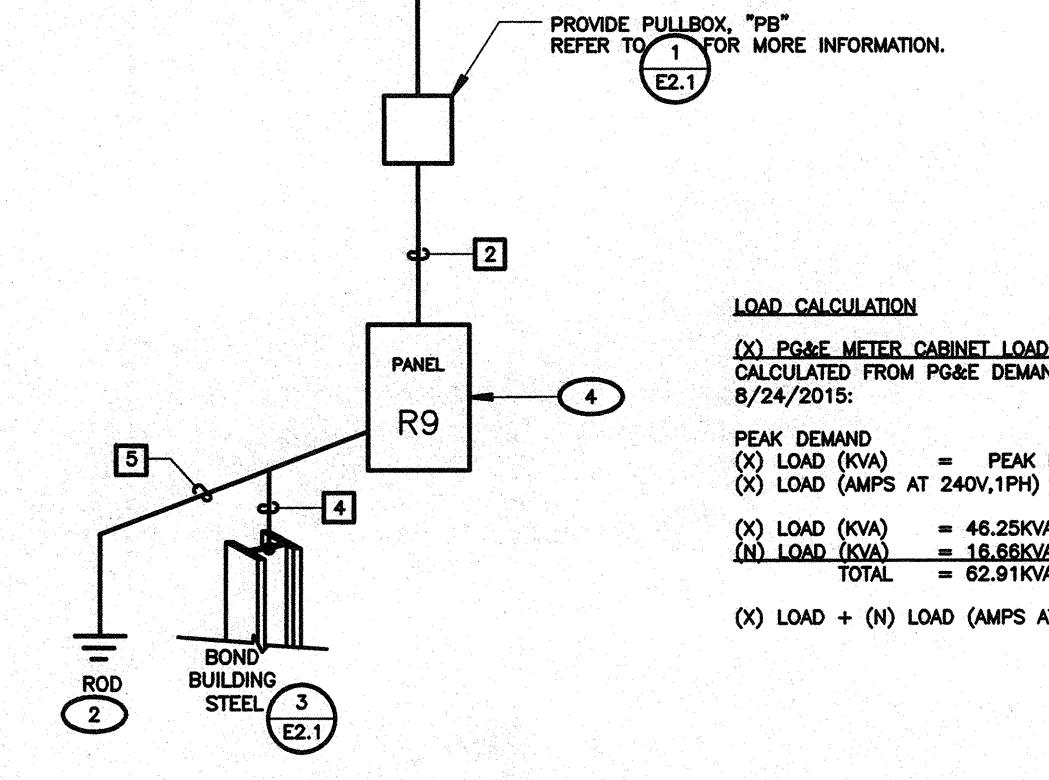 PROVIDE PULLBOX, "PB"
REFER TO 1 FOR MORE INFORMATION.
E2.1
2
PANEL
R9
4
5
4
BOND
BUILDING
STEEL
3
E2.1
ROD
2
LOAD CALCULATION
(X) PG&E METER CABINET LOAD
CALCULATED FROM PG&E DEMAN
8/24/2015:
PEAK DEMAND
(X) LOAD (KVA) = PEAK
(X) LOAD (AMPS AT 240V,1PH)
(X) LOAD (KVA) = 46.25KVA
(N) LOAD (KVA) = 16.66KVA
TOTAL = 62.91KVA
(X) LOAD + (N) LOAD (AMPS AT